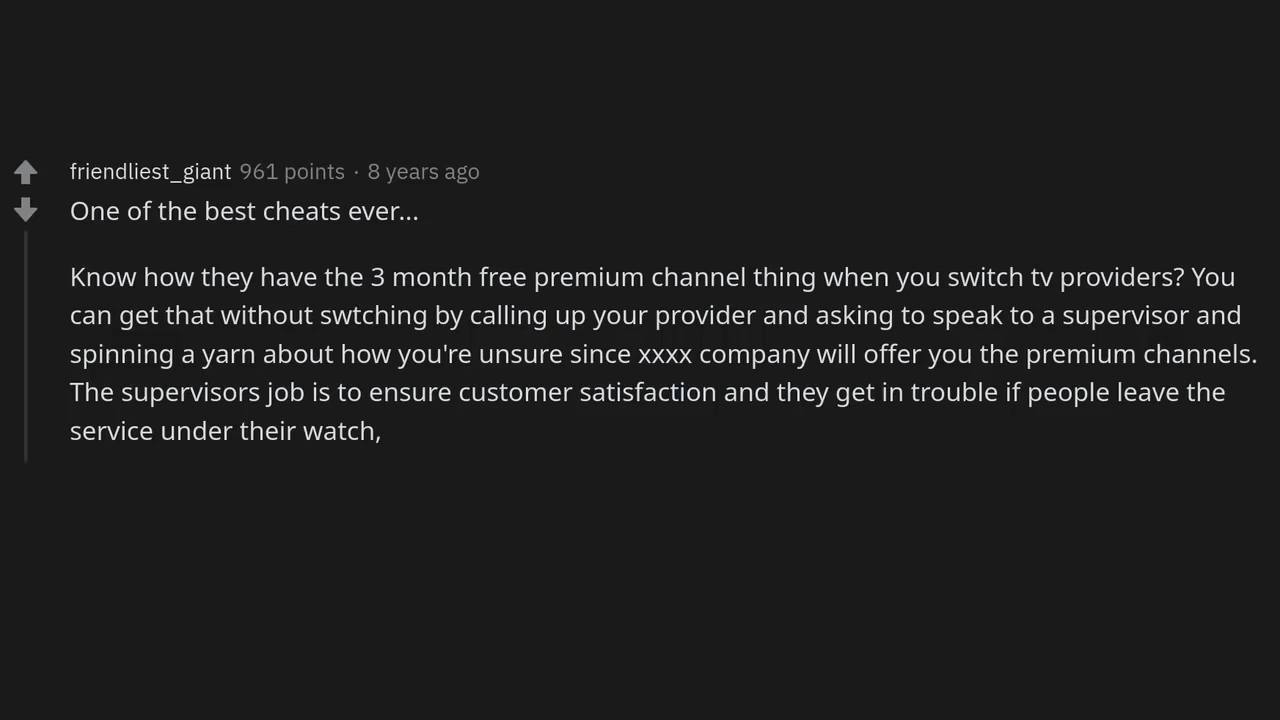 friendliest_giant 961 points · 8 years ago
One of the best cheats ever...
Know how they have the 3 month free premium channel thing when you switch tv providers? You
can get that without swtching by calling up your provider and asking to speak to a supervisor and
spinning a yarn about how you're unsure since xxxx company will offer you the premium channels.
The supervisors job is to ensure customer satisfaction and they get in trouble if people leave the
service under their watch,